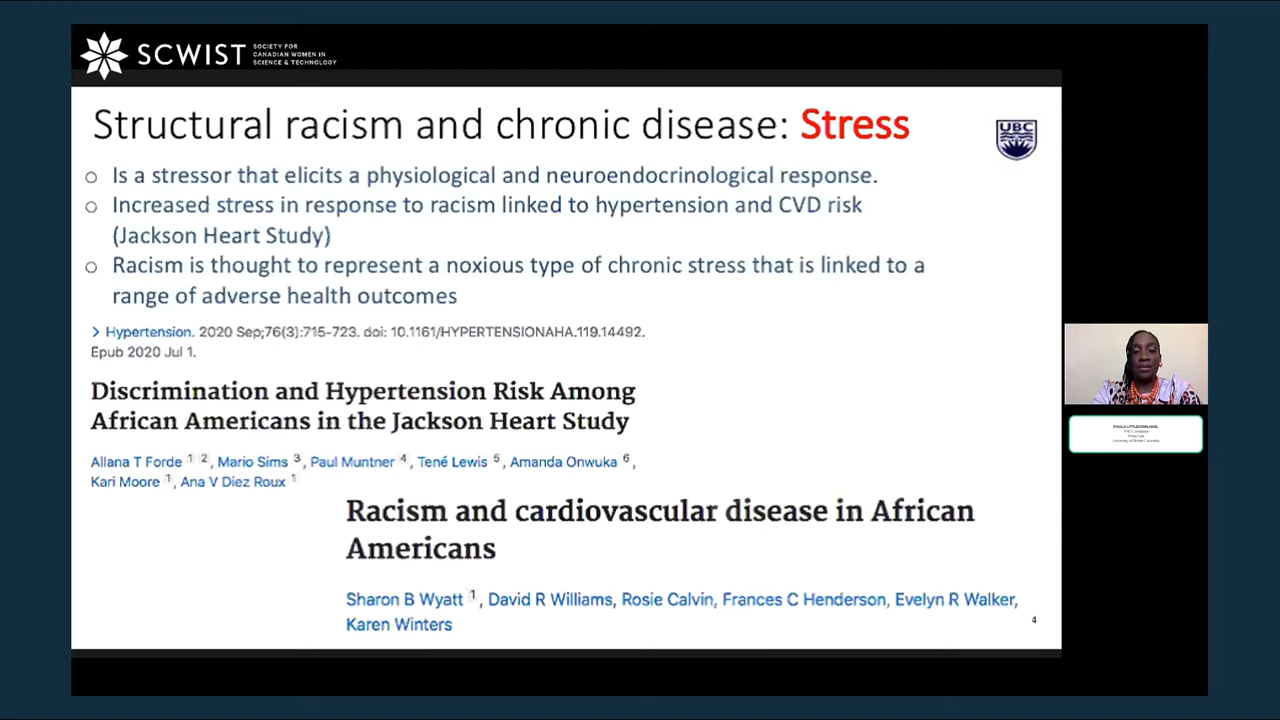 SCWIST
SOCIETY FOR
CANADIAN WOMEN IN
SCIENCE & TECHNOLOGY
Structural racism and chronic disease: Stress
UBC
Is a stressor that elicits a physiological and neuroendocrinological response.
Increased stress in response to racism linked to hypertension and CVD risk
(Jackson Heart Study)
Racism is thought to represent a noxious type of chronic stress that is linked to a
range of adverse health outcomes
> Hypertension. 2020 Sep;76(3):715-723. doi: 10.1161/HYPERTENSIONAHA.119.14492.
Epub 2020 Jul 1.
Discrimination and Hypertension Risk Among
African Americans in the Jackson Heart Study
Allana T Forde 1 2, Mario Sims 3, Paul Muntner 4, Tené Lewis 5, Amanda Onwuka 6,
Kari Moore 1, Ana V Diez Roux 1
Racism and cardiovascular disease in African
Americans
Sharon B Wyatt 1, David R Williams, Rosie Calvin, Frances C Henderson, Evelyn R Walker,
Karen Winters
4
PhD Candidate
University of British Columbia